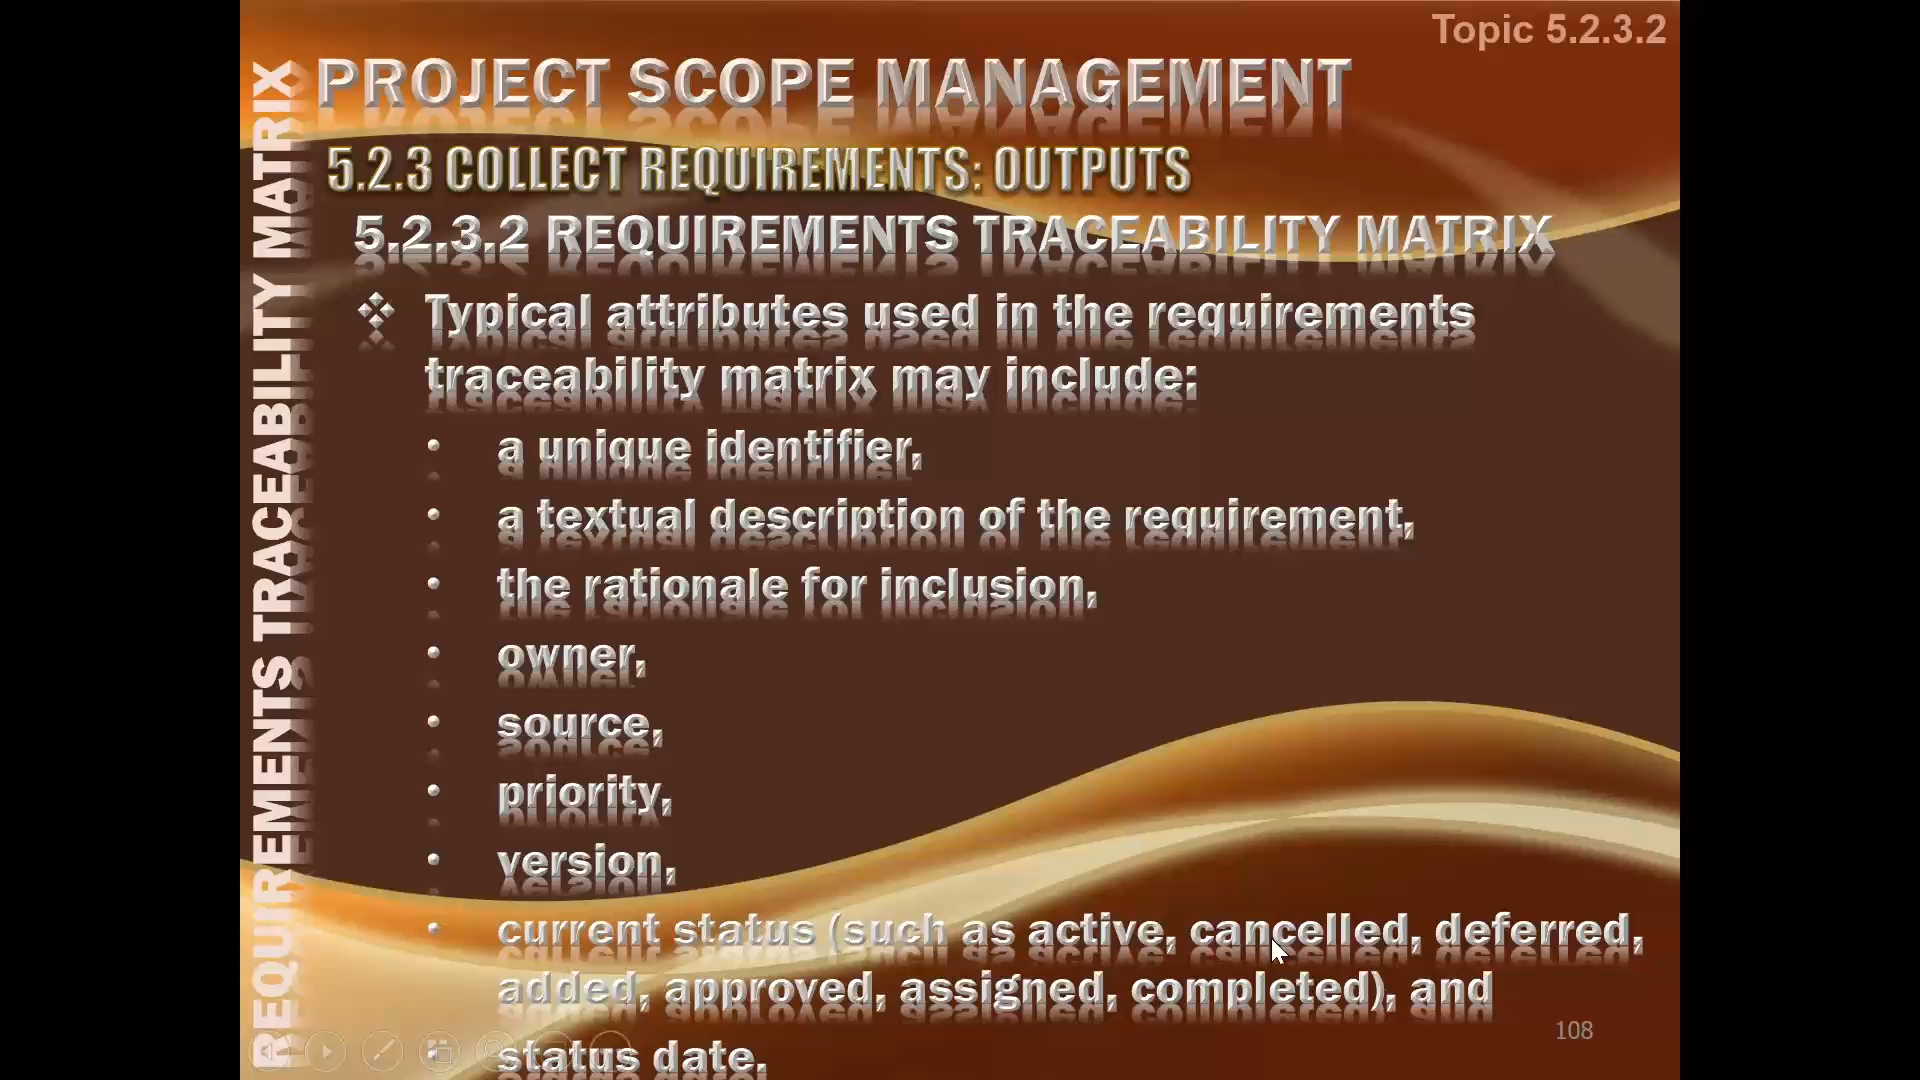 Topic 5.2.3.2
PROJECT SCOPE MANAGEMENT
5.2.3 COLLECT REQUIREMENTS: OUTPUTS
5.2.3.2 REQUIREMENTS TRACEABILITY MATRIX
REQUIREMENTS TRACEABILITY MATRIX
❖ Typical attributes used in the requirements
traceability matrix may include:
• a unique identifier,
• a textual description of the requirement,
• the rationale for inclusion,
• owner,
• source,
• priority,
• version,
• current status (such as active, cancelled, deferred,
added, approved, assigned, completed), and
• status date.
108